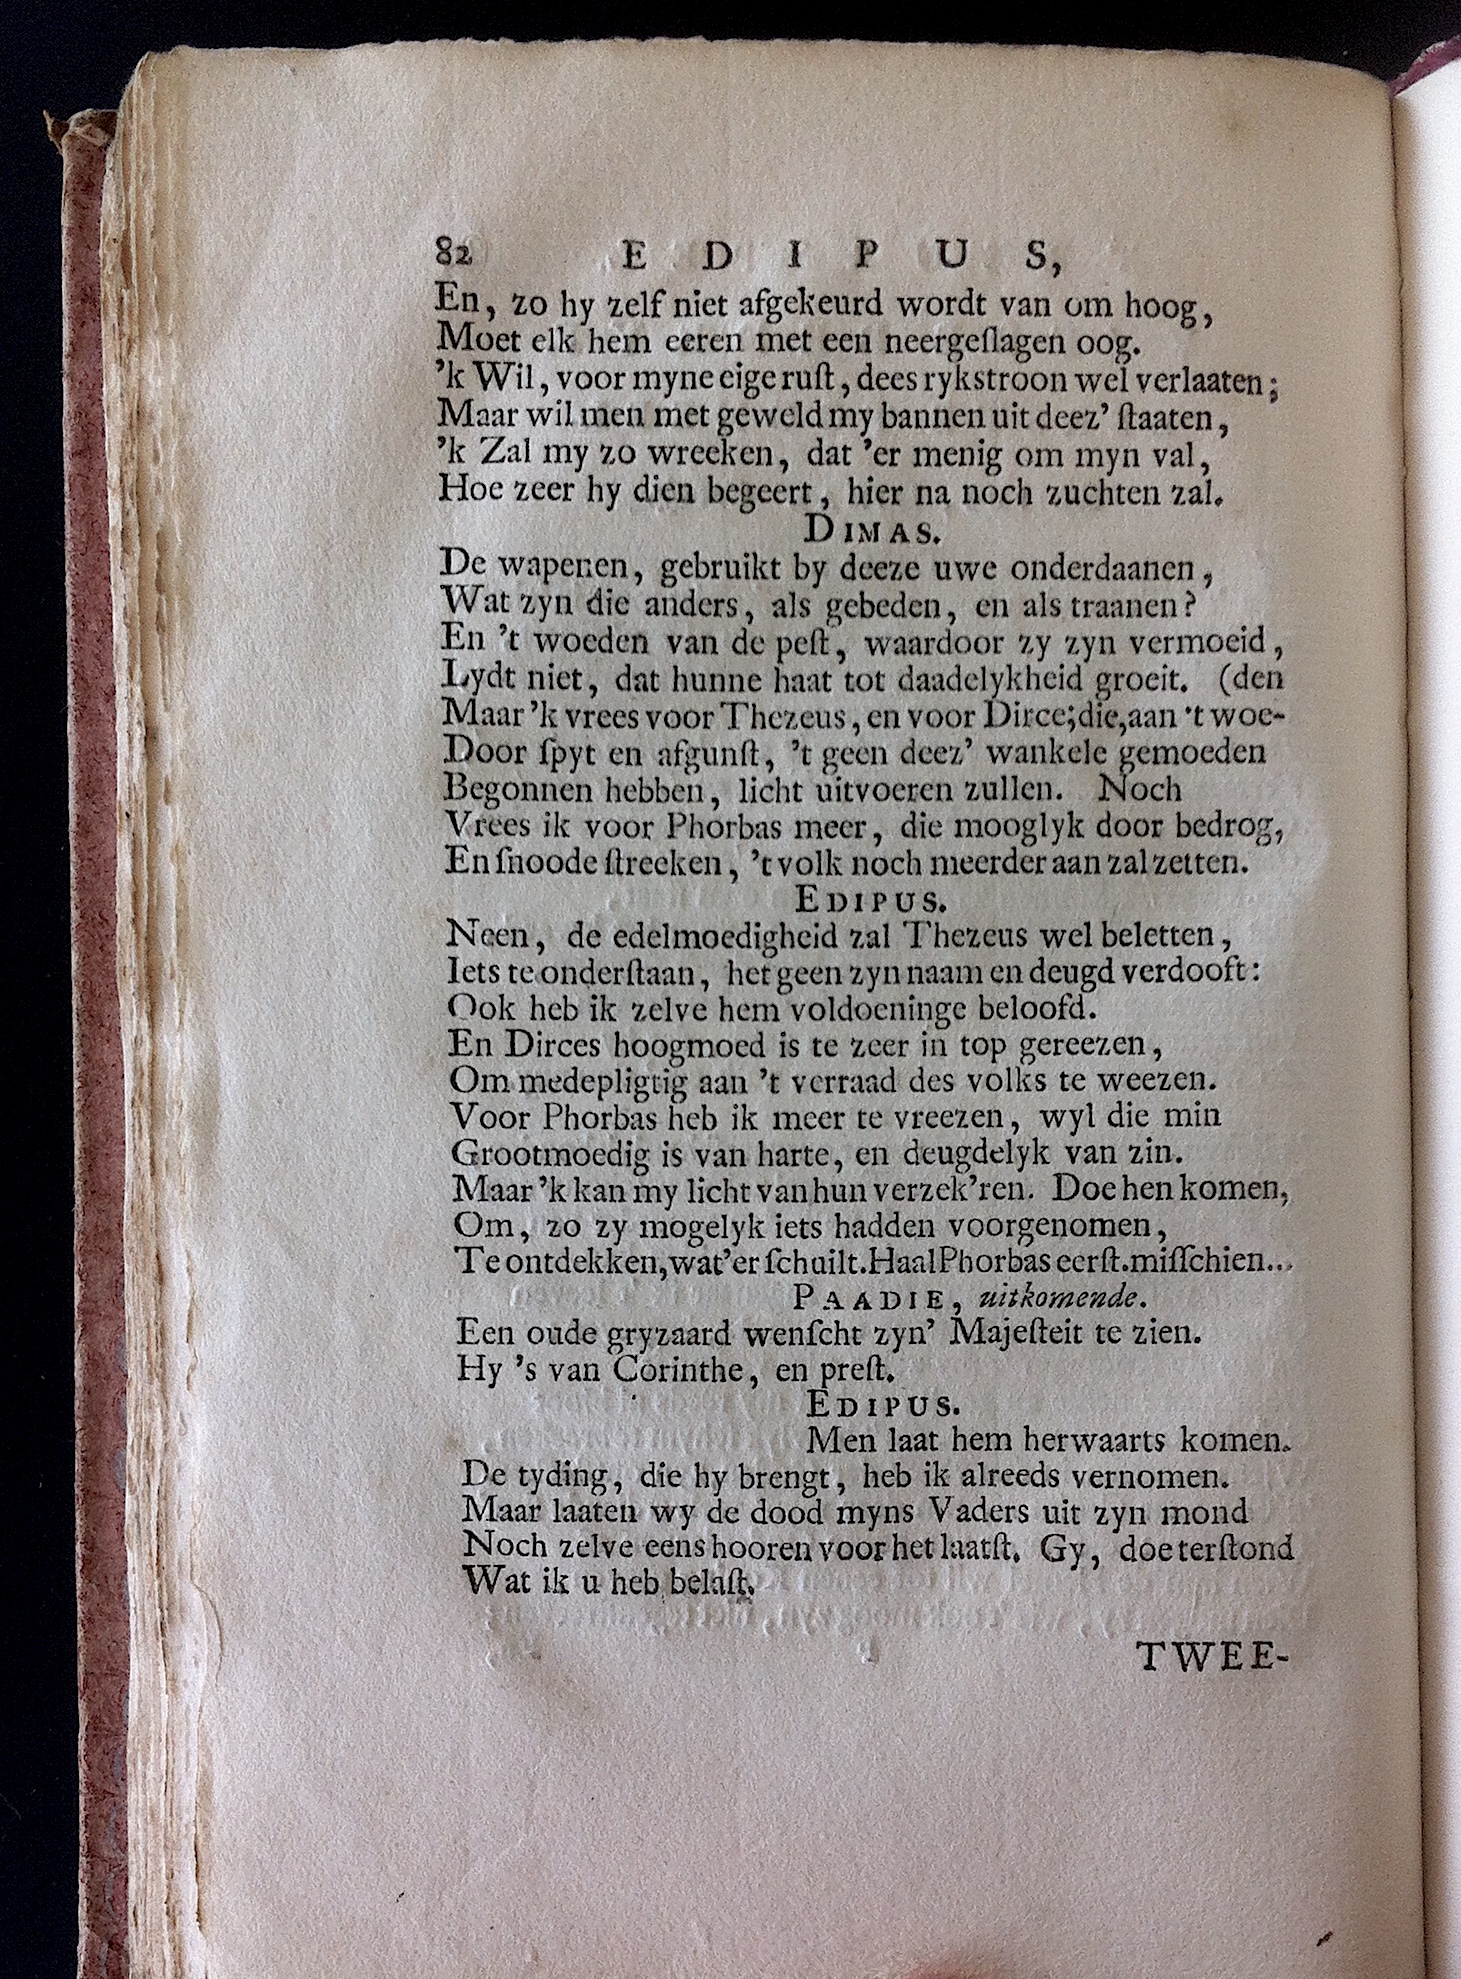 82 E D I P U S,
En, zo hy zelf niet afgekeurd wordt van om hoog,
Moet elk hem eeren met een neergeſlagen oog.
’k Wil, voor myne eige ruſt, dees rykstroon wel verlaaten;
Maar wil men met geweld my bannen uit deez’ ſtaaten,
’k Zal my zo wreeken, dat ’er menig om myn val,
Hoe zeer hy dien begeert, hier na noch zuchten zal.
DIMAS.
De wapenen, gebruikt by deeze uwe onderdaanen,
Wat zyn die anders, als gebeden, en als traanen?
En ’t woeden van de peſt, waardoor zy zyn vermoeid,
Lydt niet, dat hunne haat tot daadelykheid groeit. (den
Maar ’k vrees voor Thezeus, en voor Dirce; die, aan ’t woe-
Door ſpyt en afgunſt, ’t geen deez’ wankele gemoeden
Begonnen hebben, licht uitvoeren zullen. Noch
Vrees ik voor Phorbas meer, die mooglyk door bedrog,
En ſnoode ſtreeken, ’t volk noch meerder aan zal zetten.
EDIPUS.
Neen, de edelmoedigheid zal Thezeus wel beletten,
Iets te onderſtaan, het geen zyn naam en deugd verdooft:
Ook heb ik zelve hem voldoeninge beloofd.
En Dirces hoogmoed is te zeer in top gereezen,
Om medepligtig aan ’t verraad des volks te weezen.
Voor Phorbas heb ik meer te vreezen, wyl die min
Grootmoedig is van harte, en deugdelyk van zin.
Maar ’k kan my licht van hun verzek’ren. Doe hen komen,
Om, zo zy mogelyk iets hadden voorgenomen,
Te ontdekken, wat ’er ſchuilt. Haal Phorbas eerſt. miſſchien...
PAADIE, uitkomende.
Een oude gryzaard wenſcht zyn’ Majeſteit te zien.
Hy ’s van Corinthe, en preſt.
EDIPUS.
Men laat hem herwaarts komen.
De tyding, die hy brengt, heb ik alreeds vernomen.
Maar laaten wy de dood myns Vaders uit zyn mond
Noch zelve eens hooren voor het laatſt. Gy, doe terſtond
Wat ik u heb belaſt.
TWEE-